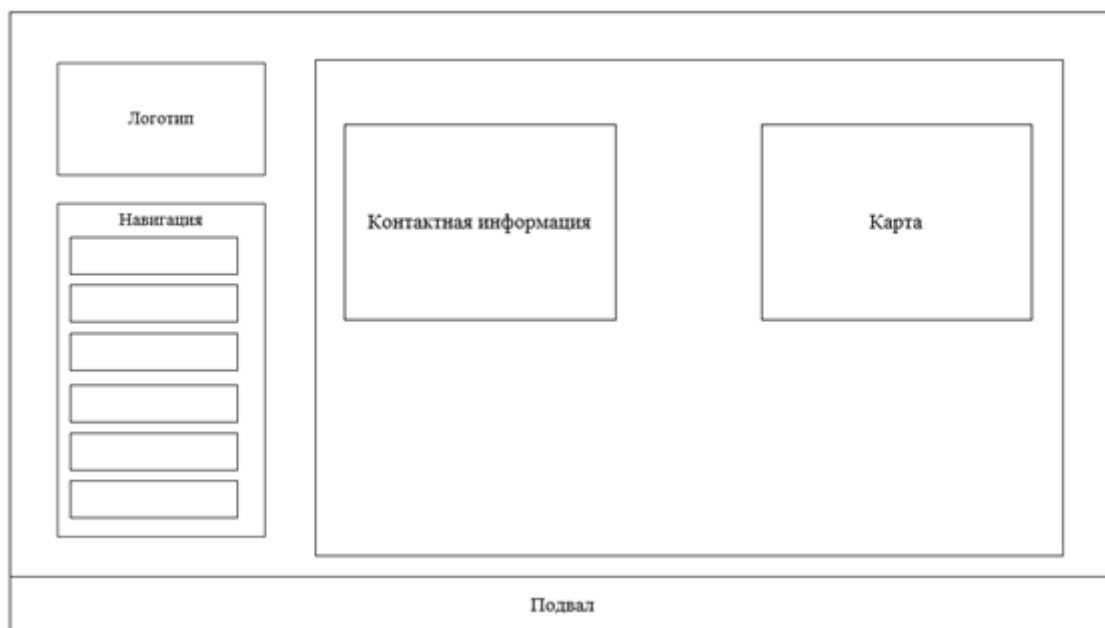 Логотип
Навигация
Контактная информация
Карта
Подвал